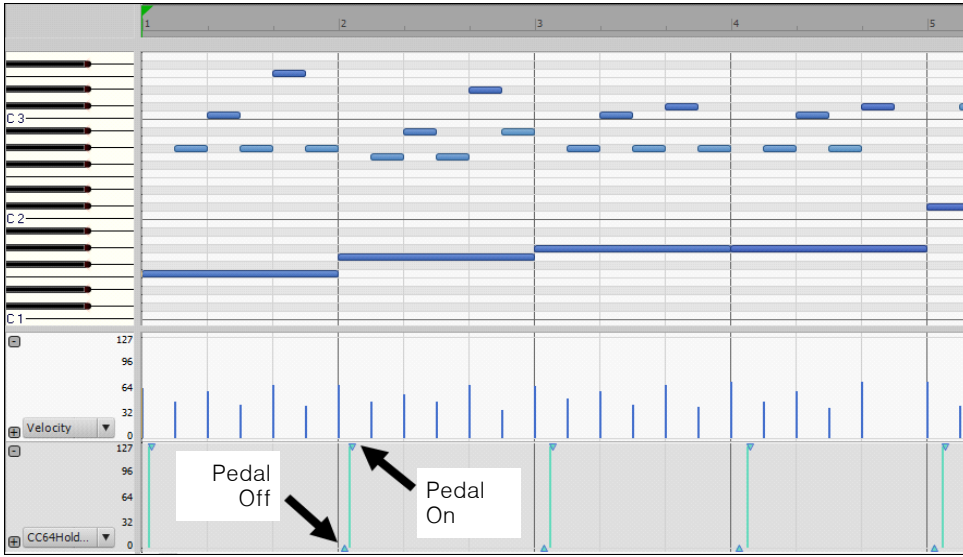 1 2 3 4 5
C 3
C 2
C 1
127
96
64
32
Velocity
0
127
96
64
32
CC64Hold...
0
Pedal
Off
Pedal
On